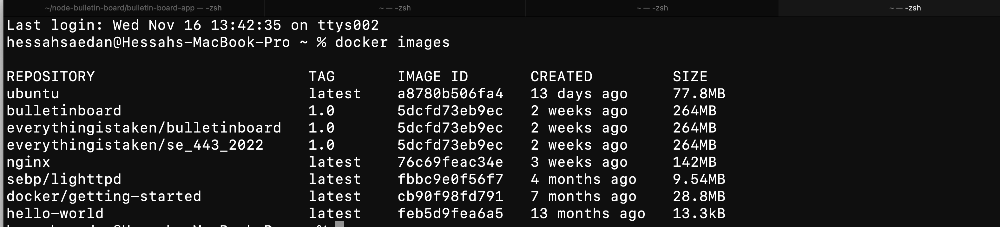 ~/node-bulletin-board/bulletin-board-app — -zsh    ~ — -zsh    ~ — -zsh    ~ — -zsh
Last login: Wed Nov 16 13:42:35 on ttys002
hessahsaedan@Hessahs-MacBook-Pro ~ % docker images
REPOSITORY    TAG    IMAGE ID    CREATED    SIZE
ubuntu    latest    a8780b506fa4    13 days ago    77.8MB
bulletinboard    1.0    5dcfd73eb9ec    2 weeks ago    264MB
everythingistaken/bulletinboard    1.0    5dcfd73eb9ec    2 weeks ago    264MB
everythingistaken/se_443_2022    1.0    5dcfd73eb9ec    2 weeks ago    264MB
nginx    latest    76c69feac34e    3 weeks ago    142MB
sebp/lighttpd    latest    fbbc9e0f56f7    4 months ago    9.54MB
docker/getting-started    latest    cb90f98fd791    7 months ago    28.8MB
hello-world    latest    feb5d9fea6a5    13 months ago    13.3kB